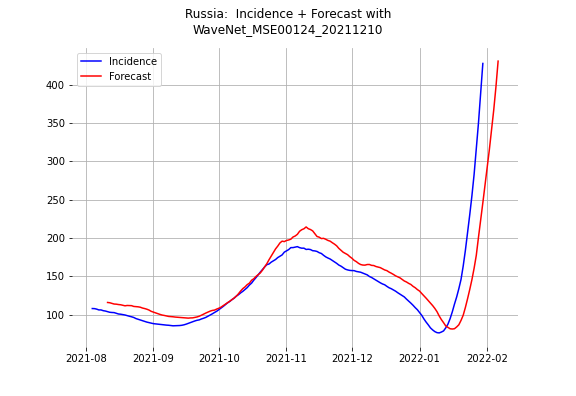 Russia:  Incidence + Forecast with
WaveNet_MSE00124_20211210
Incidence
Forecast
400
350
300
250
200
150
100
2021-08 2021-09 2021-10 2021-11 2021-12 2022-01 2022-02